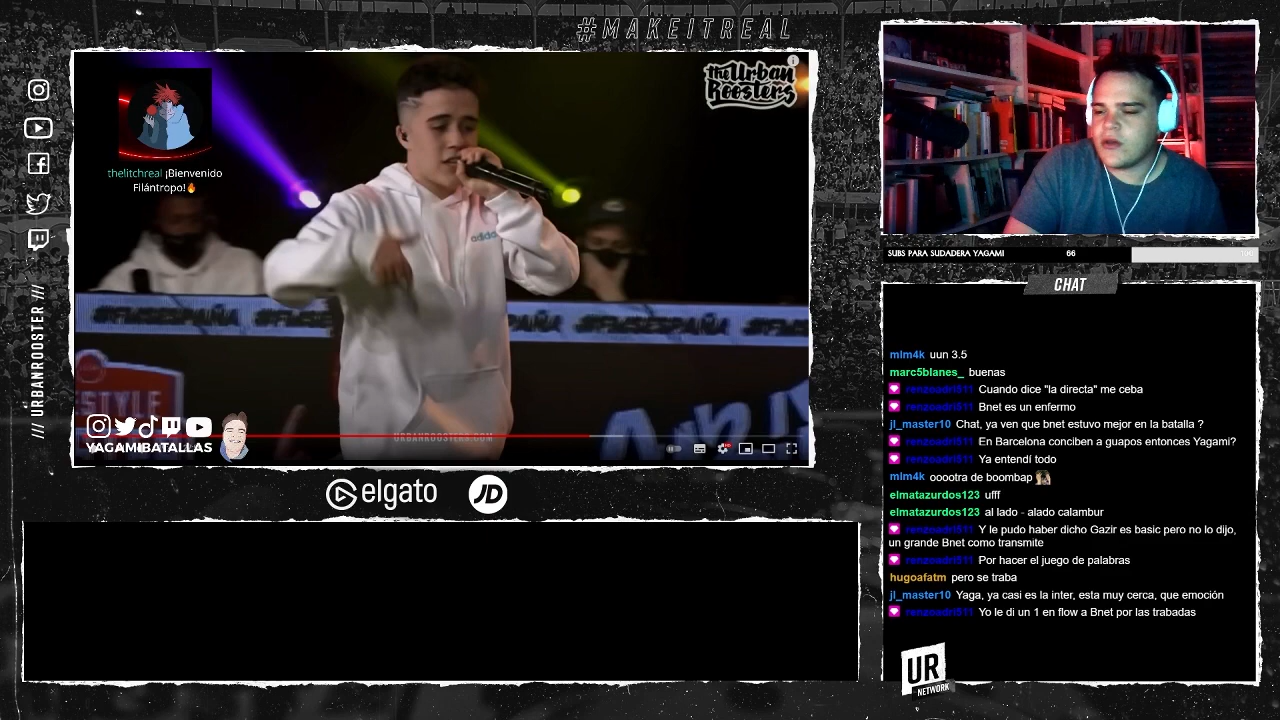 #MAKEITREAL
theUrban
Roosters
thelitchreal ¡Bienvenido
Filántropo!🔥
adidas
/// URBANROOSTER ///
#FMSESPAÑA
STYLE
URBANROOSTERS.COM
YAGAMIBATALLAS
elgato
JD
SUBS PARA SUDADERA YAGAMI 66 100
CHAT
mlm4k uun 3.5
marc5blanes_ buenas
renzoadri511 Cuando dice "la directa" me ceba
renzoadri511 Bnet es un enfermo
jl_master10 Chat, ya ven que bnet estuvo mejor en la batalla ?
renzoadri511 En Barcelona conciben a guapos entonces Yagami?
renzoadri511 Ya entendí todo
mlm4k ooootra de boombap
elmatazurdos123 ufff
elmatazurdos123 al lado - alado calambur
renzoadri511 Y le pudo haber dicho Gazir es basic pero no lo dijo,
un grande Bnet como transmite
renzoadri511 Por hacer el juego de palabras
hugoafatm pero se traba
jl_master10 Yaga, ya casi es la inter, esta muy cerca, que emoción
renzoadri511 Yo le di un 1 en flow a Bnet por las trabadas
UR
NETWORK